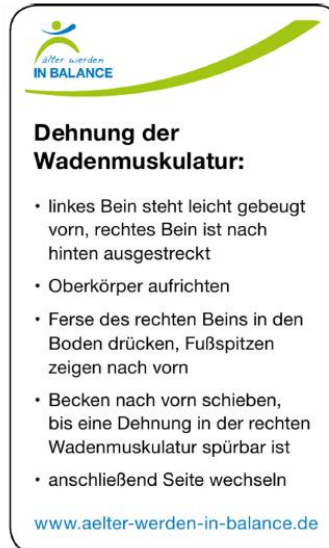 älter werden
IN BALANCE
Dehnung der
Wadenmuskulatur:
• linkes Bein steht leicht gebeugt
vorn, rechtes Bein ist nach
hinten ausgestreckt
• Oberkörper aufrichten
• Ferse des rechten Beins in den
Boden drücken, Fußspitzen
zeigen nach vorn
• Becken nach vorn schieben,
bis eine Dehnung in der rechten
Wadenmuskulatur spürbar ist
• anschließend Seite wechseln
www.aelter-werden-in-balance.de